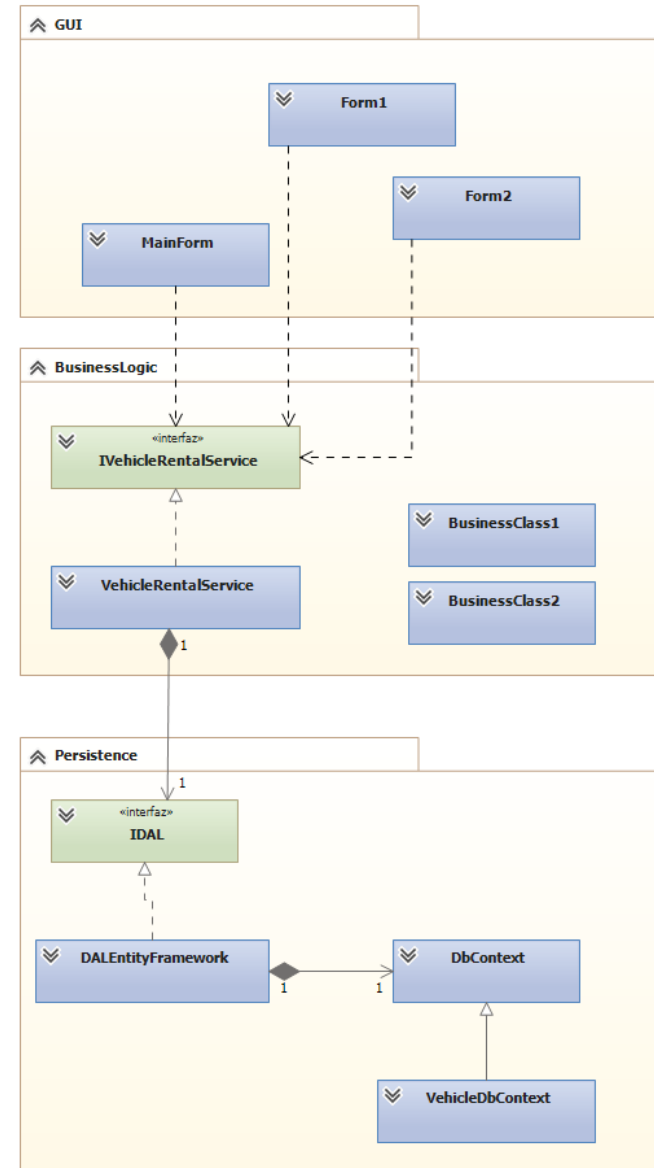 GUI
Form1
Form2
MainForm
BusinessLogic
«interfaz»
IVehicleRentalService
BusinessClass1
VehicleRentalService
BusinessClass2
1
Persistence
1
«interfaz»
IDAL
DALEntityFramework
DbContext
1
1
VehicleDbContext